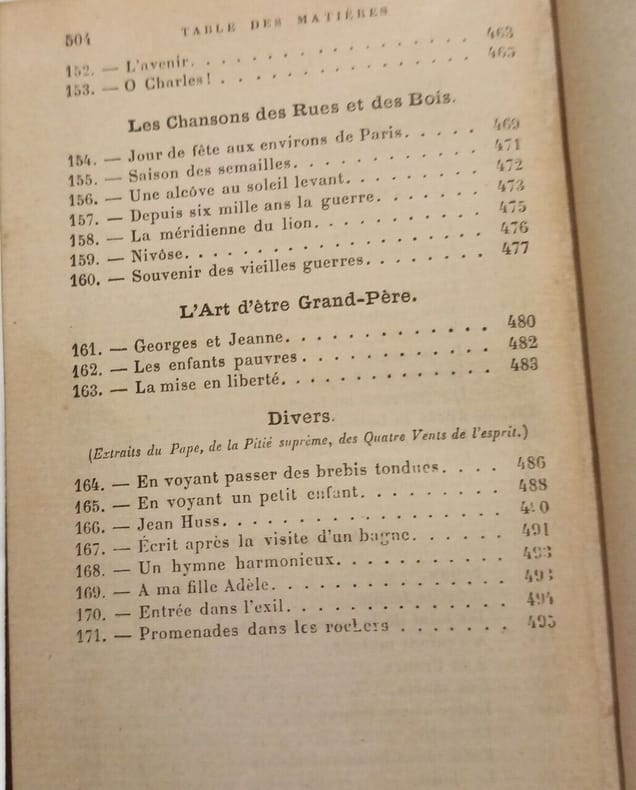 504 TABLE DES MATIÈRES
152. — L'avenir. . . . . . . . . . . . . 463
153. — O Charles! . . . . . . . . . . . . 465
Les Chansons des Rues et des Bois.
154. — Jour de fête aux environs de Paris. . . . . 469
155. — Saison des semailles. . . . . . . . . . 471
156. — Une alcôve au soleil levant. . . . . . . . 472
157. — Depuis six mille ans la guerre. . . . . . . 473
158. — La méridienne du lion. . . . . . . . . 475
159. — Nivôse. . . . . . . . . . . . . . . 476
160. — Souvenir des vieilles guerres. . . . . . . 477
L'Art d'être Grand-Père.
161. — Georges et Jeanne. . . . . . . . . . . 480
162. — Les enfants pauvres . . . . . . . . . . 482
163. — La mise en liberté. . . . . . . . . . . 483
Divers.
(Extraits du Pape, de la Pitié suprême, des Quatre Vents de l'esprit.)
164. — En voyant passer des brebis tondues. . . . . 486
165. — En voyant un petit enfant. . . . . . . . 488
166. — Jean Huss. . . . . . . . . . . . . .
167. — Écrit après la visite d'un bagne. . . . . . 491
168. — Un hymne harmonieux. . . . . . . . . 493
169. — A ma fille Adèle. . . . . . . . . . . . 493
170. — Entrée dans l'exil. . . . . . . . . . . 494
171. — Promenades dans les rochers . . . . . . . 495